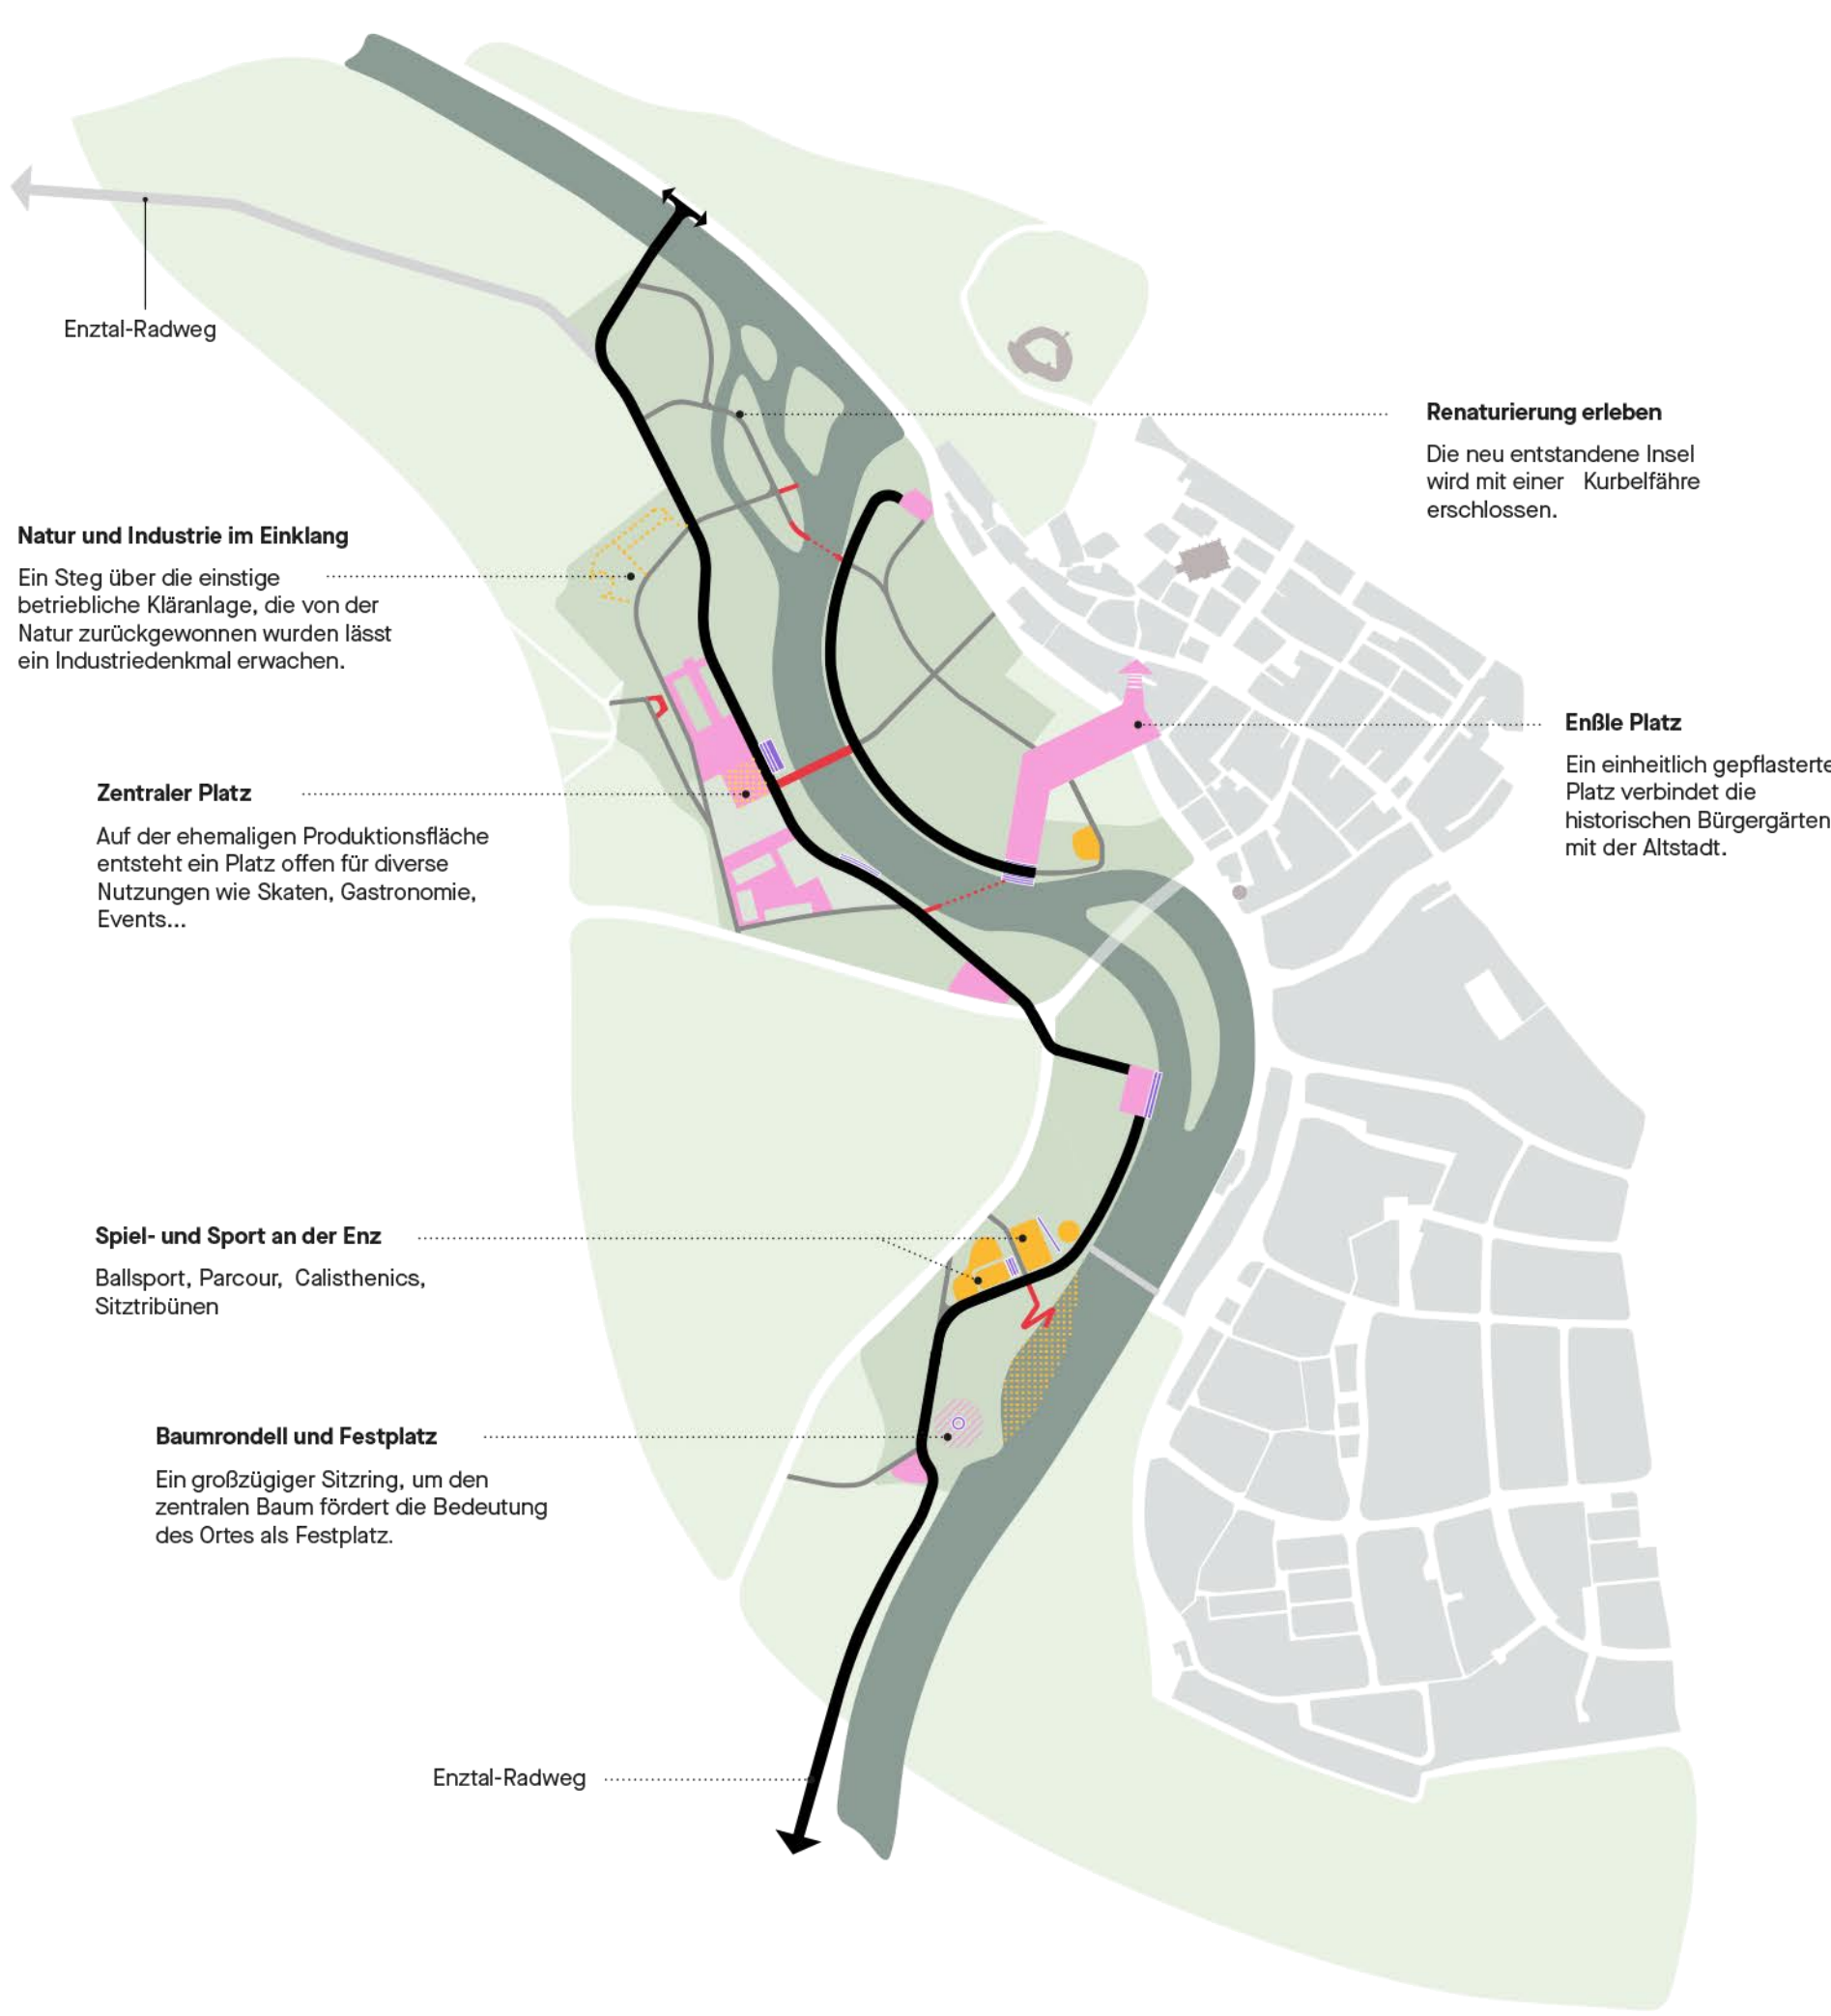 Enztal-Radweg
Renaturierung erleben
Die neu entstandene Insel
wird mit einer Kurbelfähre
erschlossen.
Natur und Industrie im Einklang
Ein Steg über die einstige
betriebliche Kläranlage, die von der
Natur zurückgewonnen wurden lässt
ein Industriedenkmal erwachen.
Enßle Platz
Ein einheitlich gepflasterte
Platz verbindet die
historischen Bürgergärten
mit der Altstadt.
Zentraler Platz
Auf der ehemaligen Produktionsfläche
entsteht ein Platz offen für diverse
Nutzungen wie Skaten, Gastronomie,
Events...
Spiel- und Sport an der Enz
Ballsport, Parcour, Calisthenics,
Sitztribünen
Baumrondell und Festplatz
Ein großzügiger Sitzring, um den
zentralen Baum fördert die Bedeutung
des Ortes als Festplatz.
Enztal-Radweg